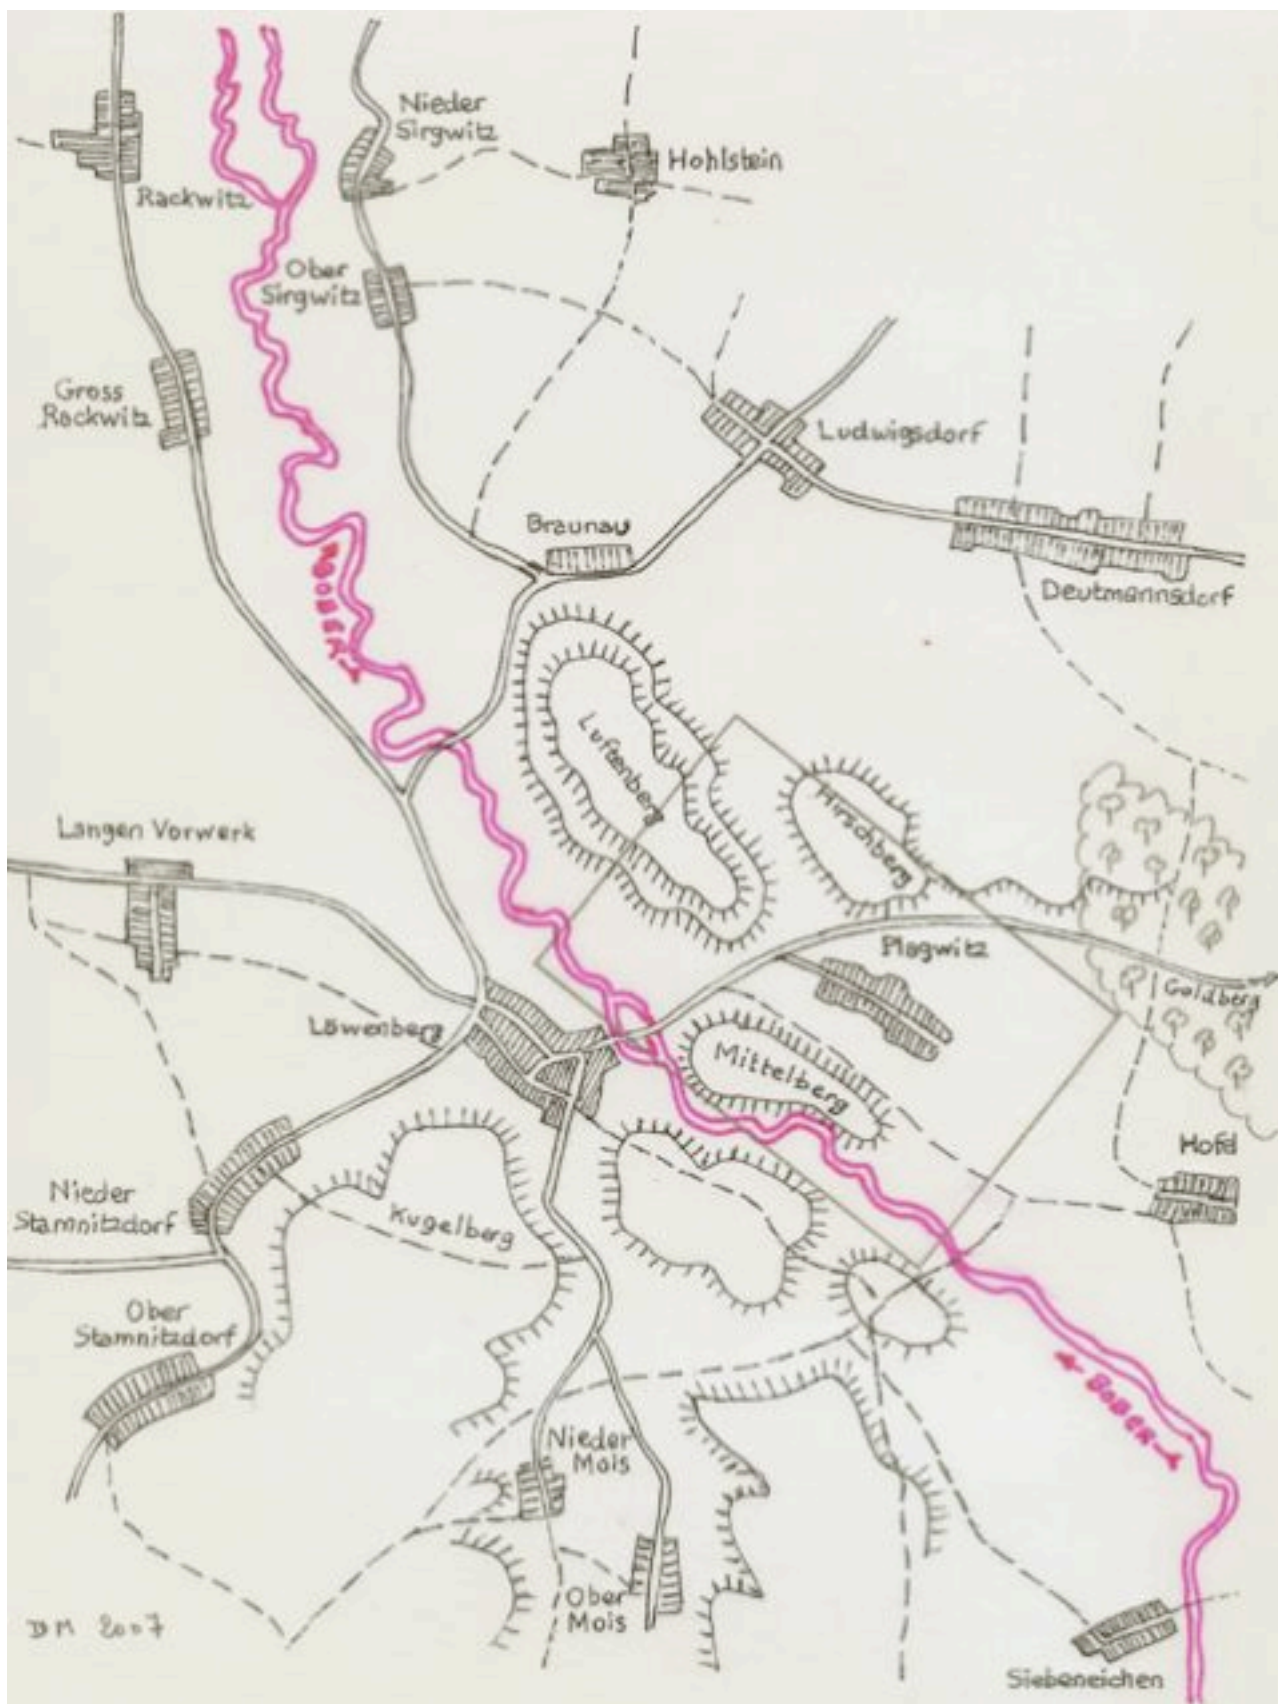 Nieder
Sirgwitz
Hohlstein
Rackwitz
Ober
Sirgwitz
Gross
Rackwitz
Ludwigsdorf
Braunau
Deutmannsdorf
BOBER
Luftenberg
Hirschberg
Langen Vorwerk
Plagwitz
Goldberg
Löwenberg
Mittelberg
Hofd
Nieder
Stamnitzdorf
Kugelberg
Ober
Stamnitzdorf
BOBER
Nieder
Mois
Ober
Mois
DM 2007
Siebeneichen